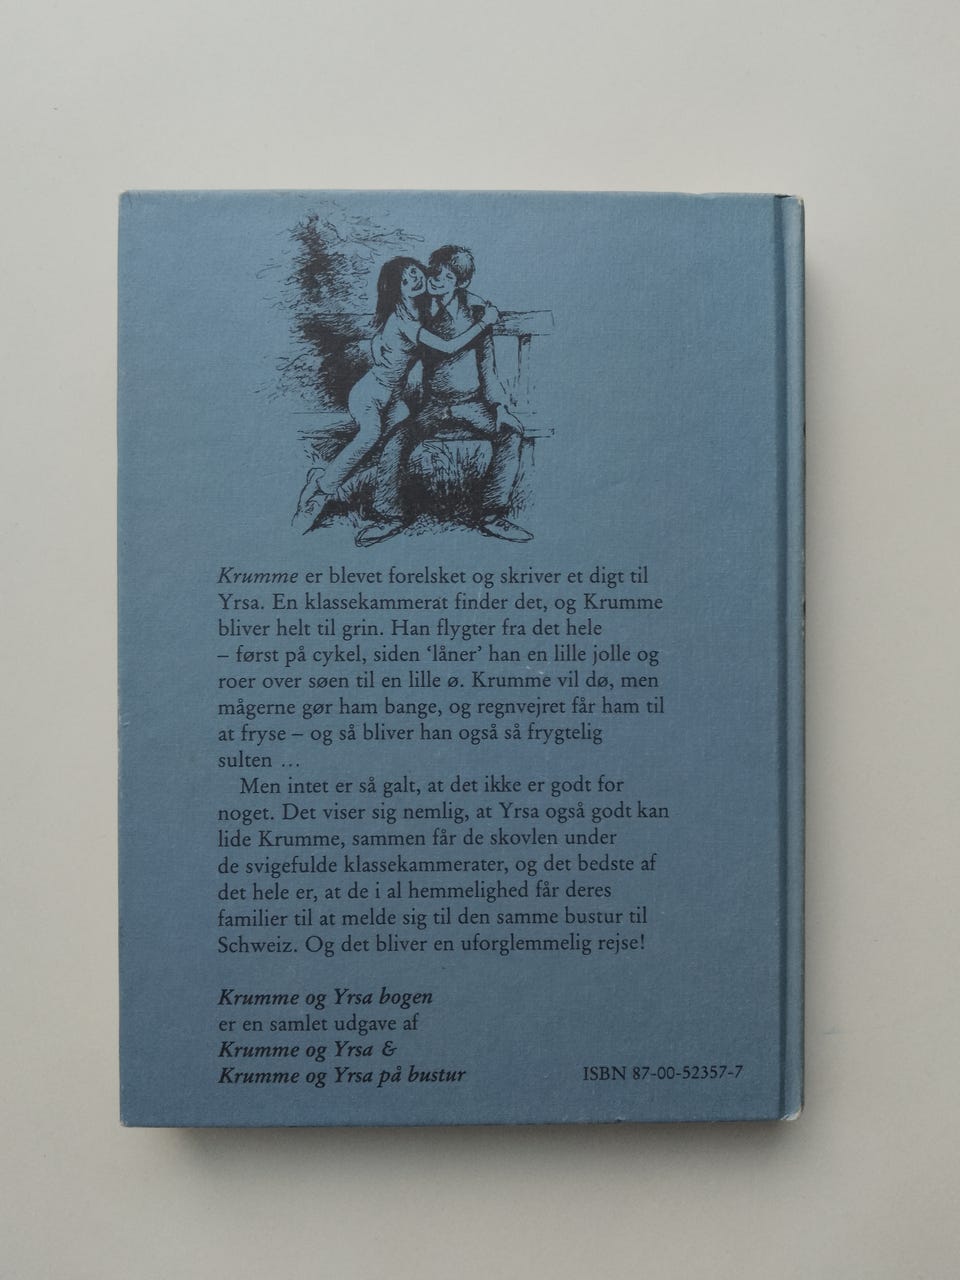 Krumme er blevet forelsket og skriver et digt til
Yrsa. En klassekammerat finder det, og Krumme
bliver helt til grin. Han flygter fra det hele
– først på cykel, siden ‘låner’ han en lille jolle og
roer over søen til en lille ø. Krumme vil dø, men
mågerne gør ham bange, og regnvejret får ham til
at fryse – og så bliver han også så frygtelig
sulten ...
Men intet er så galt, at det ikke er godt for
noget. Det viser sig nemlig, at Yrsa også godt kan
lide Krumme, sammen får de skovlen under
de svigefulde klassekammerater, og det bedste af
det hele er, at de i al hemmelighed får deres
familier til at melde sig til den samme bustur til
Schweiz. Og det bliver en uforglemmelig rejse!
Krumme og Yrsa bogen
er en samlet udgave af
Krumme og Yrsa &
Krumme og Yrsa på bustur
ISBN 87-00-52357-7